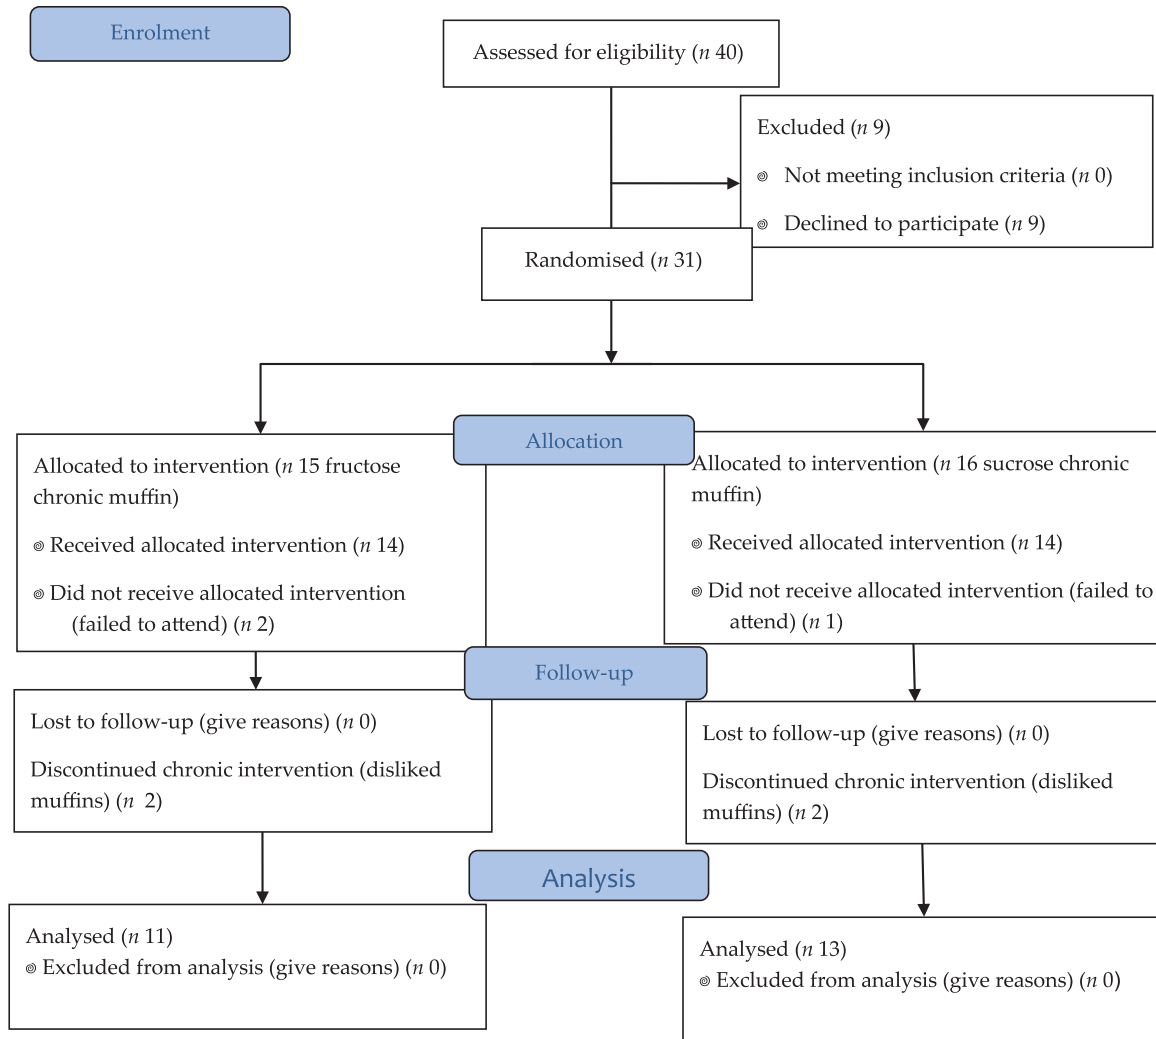 Enrolment
Assessed for eligibility (n 40)
Excluded (n 9)
Not meeting inclusion criteria (n 0)
Declined to participate (n 9)
Randomised (n 31)
Allocation
Allocated to intervention (n 15 fructose
chronic muffin)
Received allocated intervention (n 14)
Did not receive allocated intervention
(failed to attend) (n 2)
Allocated to intervention (n 16 sucrose chronic
muffin)
Received allocated intervention (n 14)
Did not receive allocated intervention (failed to
attend) (n 1)
Follow-up
Lost to follow-up (give reasons) (n 0)
Discontinued chronic intervention (disliked
muffins) (n 2)
Lost to follow-up (give reasons) (n 0)
Discontinued chronic intervention (disliked
muffins) (n 2)
Analysis
Analysed (n 11)
Excluded from analysis (give reasons) (n 0)
Analysed (n 13)
Excluded from analysis (give reasons) (n 0)